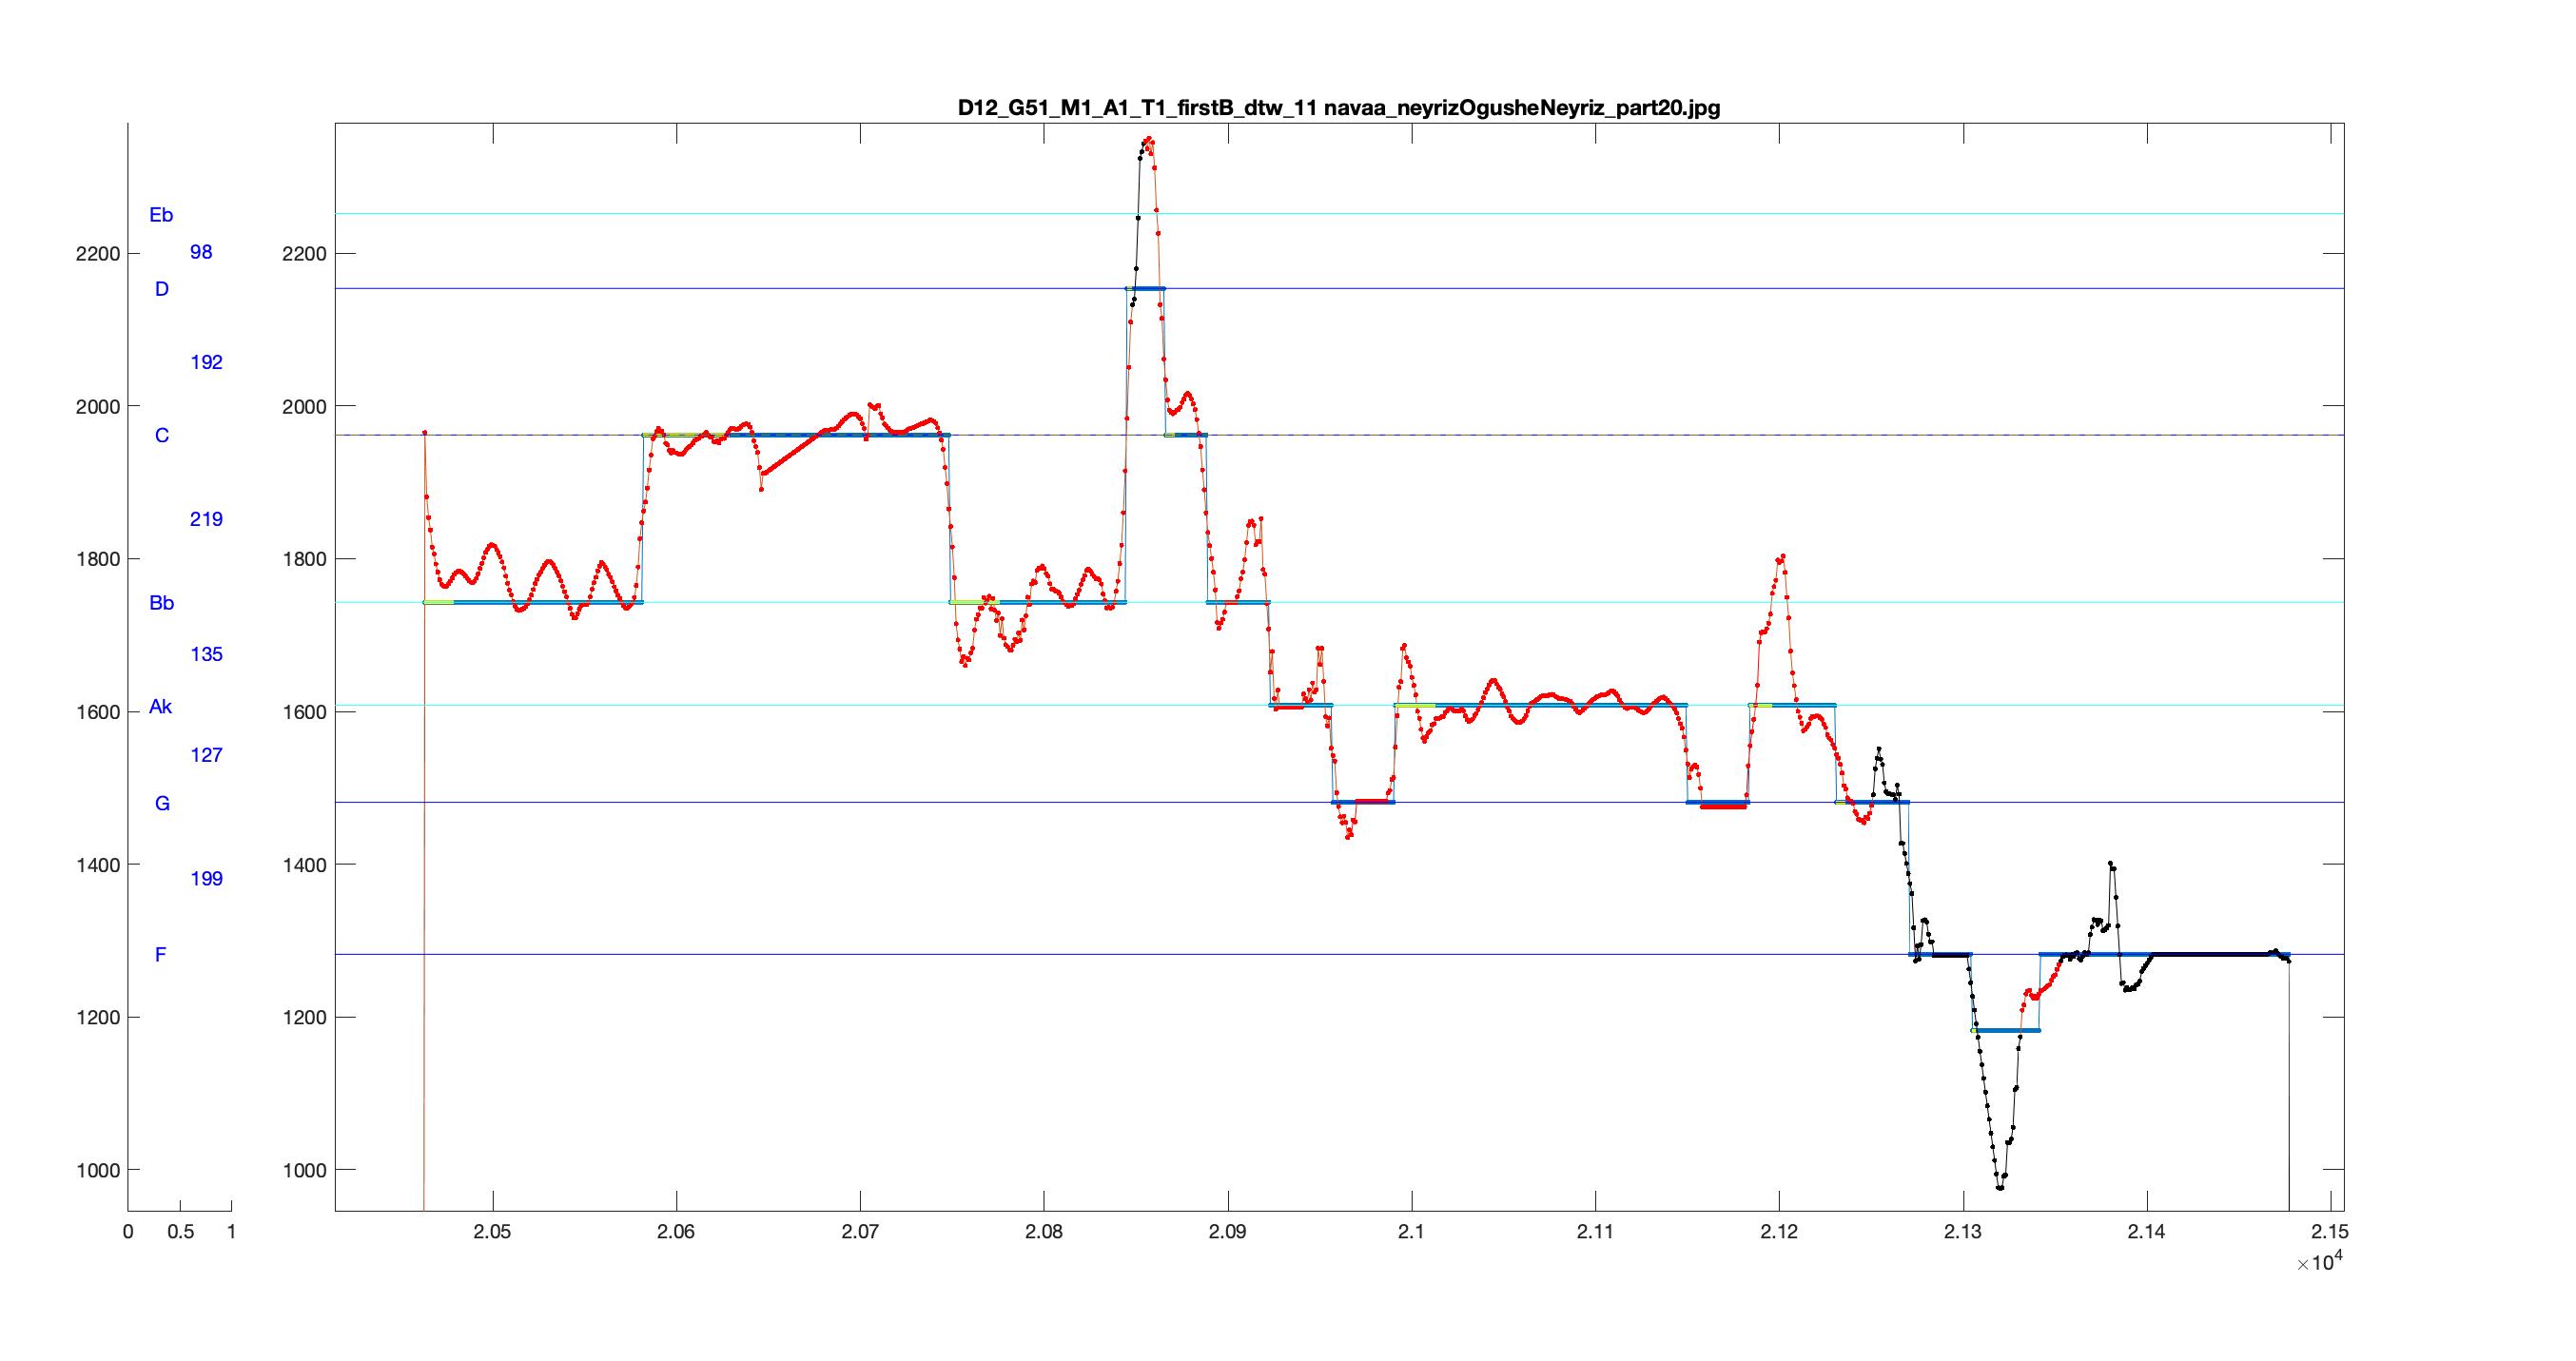 D12_G51_M1_A1_T1_firstB_dtw_11 navaa_neyrizOgusheNeyriz_part20.jpg
Eb
98
2200 2200
D
192
2000 2000
C
219
1800 1800
Bb
135
1600 Ak 1600
127
G
1400 199 1400
F
1200 1200
1000 1000
0 0.5 1 2.05 2.06 2.07 2.08 2.09 2.1 2.11 2.12 2.13 2.14 2.15
×10^4